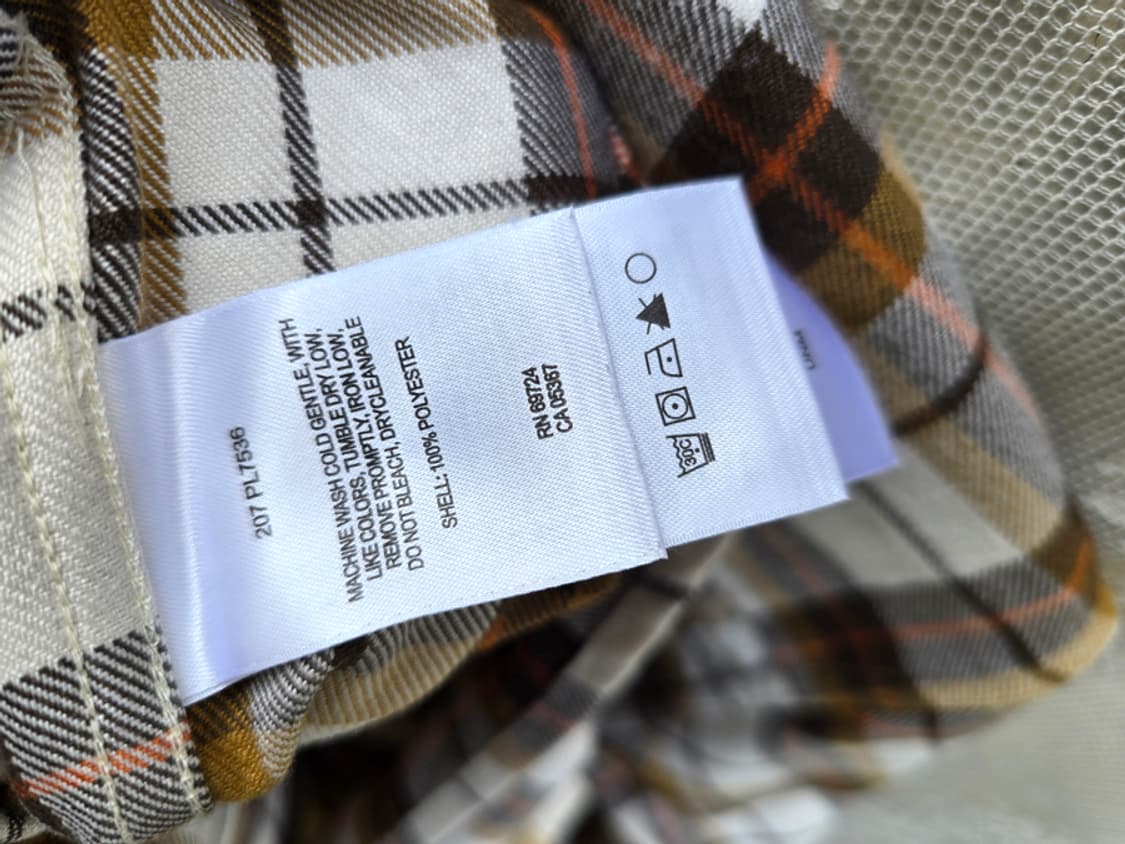 207 PL7536
MACHINE WASH COLD GENTLE, WITH
LIKE COLORS, TUMBLE DRY LOW,
REMOVE PROMPTLY, IRON LOW,
DO NOT BLEACH, DRYCLEANABLE
SHELL: 100% POLYESTER
RN 69724
CA 05367
30C